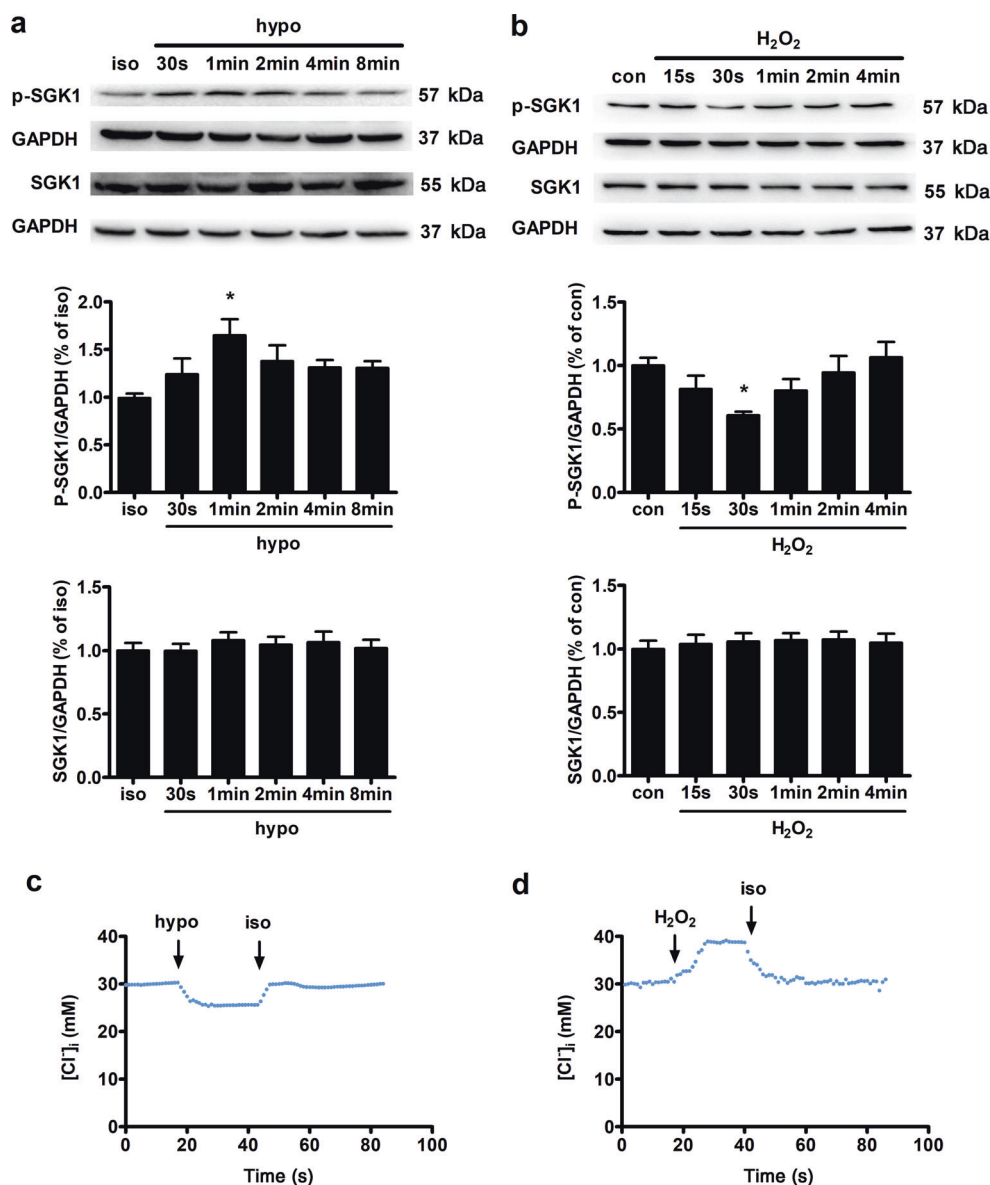 a
hypo
iso 30s 1min 2min 4min 8min
p-SGK1 57 kDa
GAPDH 37 kDa
SGK1 55 kDa
GAPDH 37 kDa
P-SGK1/GAPDH (% of iso)
2.0
1.5
1.0
0.5
0.0
*
iso 30s 1min 2min 4min 8min
hypo
SGK1/GAPDH (% of iso)
1.5
1.0
0.5
0.0
iso 30s 1min 2min 4min 8min
hypo
b
H₂O₂
con 15s 30s 1min 2min 4min
p-SGK1 57 kDa
GAPDH 37 kDa
SGK1 55 kDa
GAPDH 37 kDa
P-SGK1/GAPDH (% of con)
1.5
1.0
0.5
0.0
*
con 15s 30s 1min 2min 4min
H₂O₂
SGK1/GAPDH (% of con)
1.5
1.0
0.5
0.0
con 15s 30s 1min 2min 4min
H₂O₂
c
hypo iso
[Cl⁻]i (mM)
40
30
20
10
0
0 20 40 60 80 100
Time (s)
d
H₂O₂ iso
[Cl⁻]i (mM)
40
30
20
10
0
0 20 40 60 80 100
Time (s)